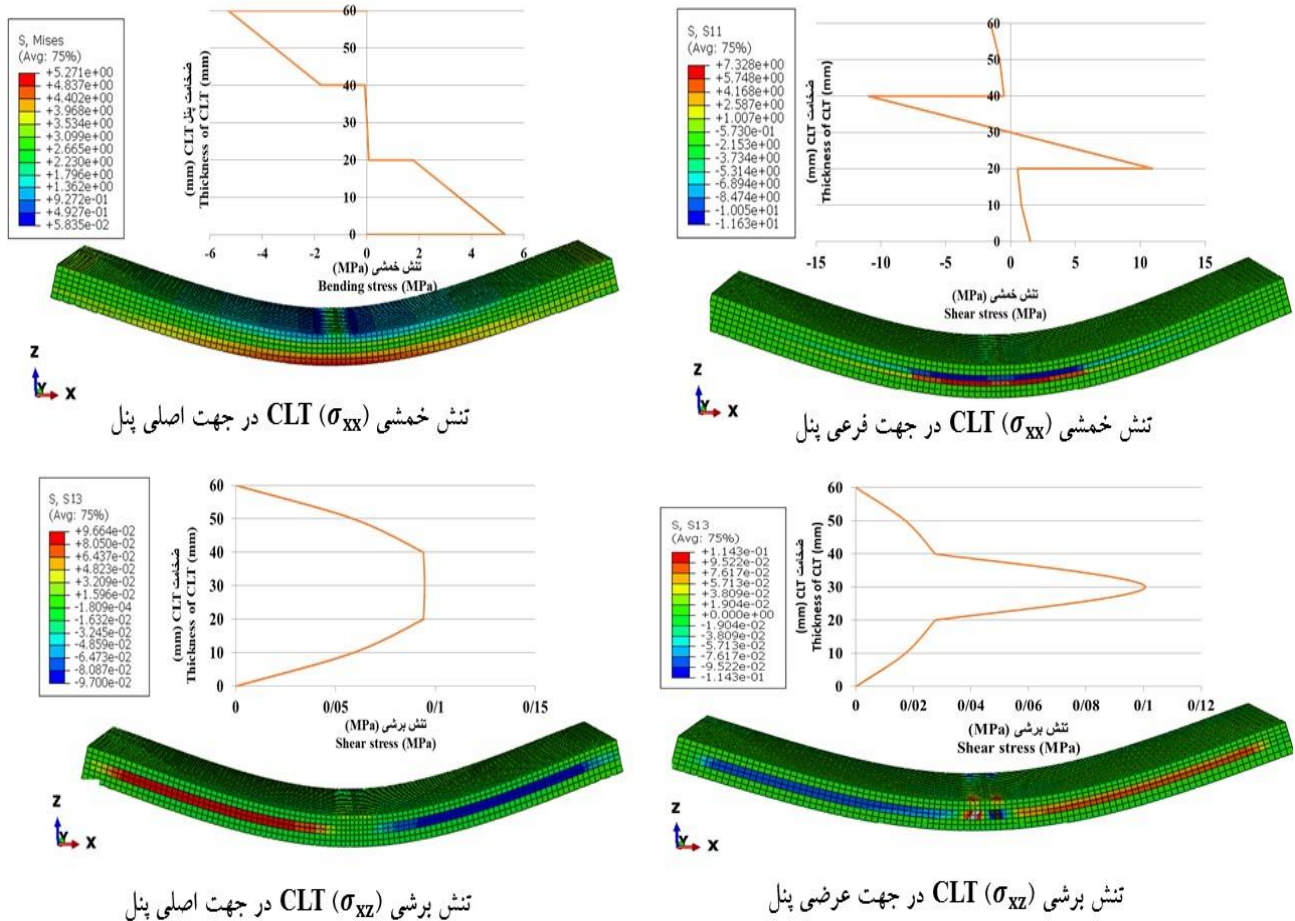 S, Mises
(Avg: 75%)
+5.271e+00
+4.837e+00
+4.402e+00
+3.968e+00
+3.534e+00
+3.099e+00
+2.665e+00
+2.230e+00
+1.796e+00
+1.362e+00
+9.272e-01
+4.927e-01
+5.835e-02
ضخامت پنل CLT (mm)
Thickness of CLT (mm)
60
50
40
30
20
10
0
-6 -4 -2 0 2 4 6
تنش خمشی (MPa)
Bending stress (MPa)
Z
Y X
تنش خمشی CLT (σxx) در جهت اصلی پنل
S, S11
(Avg: 75%)
+7.328e+00
+5.748e+00
+4.168e+00
+2.587e+00
+1.007e+00
-5.730e-01
-2.153e+00
-3.734e+00
-5.314e+00
-6.894e+00
-8.474e+00
-1.005e+01
-1.163e+01
ضخامت CLT (mm)
Thickness of CLT (mm)
60
50
40
30
20
10
0
-15 -10 -5 0 5 10 15
تنش خمشی (MPa)
Shear stress (MPa)
Z
Y X
تنش خمشی CLT (σxx) در جهت فرعی پنل
S, S13
(Avg: 75%)
+9.664e-02
+8.050e-02
+6.437e-02
+4.823e-02
+3.209e-02
+1.596e-02
-1.809e-04
-1.632e-02
-3.245e-02
-4.859e-02
-6.473e-02
-8.087e-02
-9.700e-02
ضخامت CLT (mm)
Thickness of CLT (mm)
60
50
40
30
20
10
0
0 0/05 0/1 0/15
تنش برشی (MPa)
Shear stress (MPa)
Z
Y X
تنش برشی CLT (σxz) در جهت اصلی پنل
S, S13
(Avg: 75%)
+1.143e-01
+9.522e-02
+7.617e-02
+5.713e-02
+3.809e-02
+1.904e-02
+0.000e+00
-1.904e-02
-3.809e-02
-5.713e-02
-7.617e-02
-9.522e-02
-1.143e-01
ضخامت CLT (mm)
Thickness of CLT (mm)
60
50
40
30
20
10
0
0 0/02 0/04 0/06 0/08 0/1 0/12
تنش برشی (MPa)
Shear stress (MPa)
Z
Y X
تنش برشی CLT (σxz) در جهت عرضی پنل